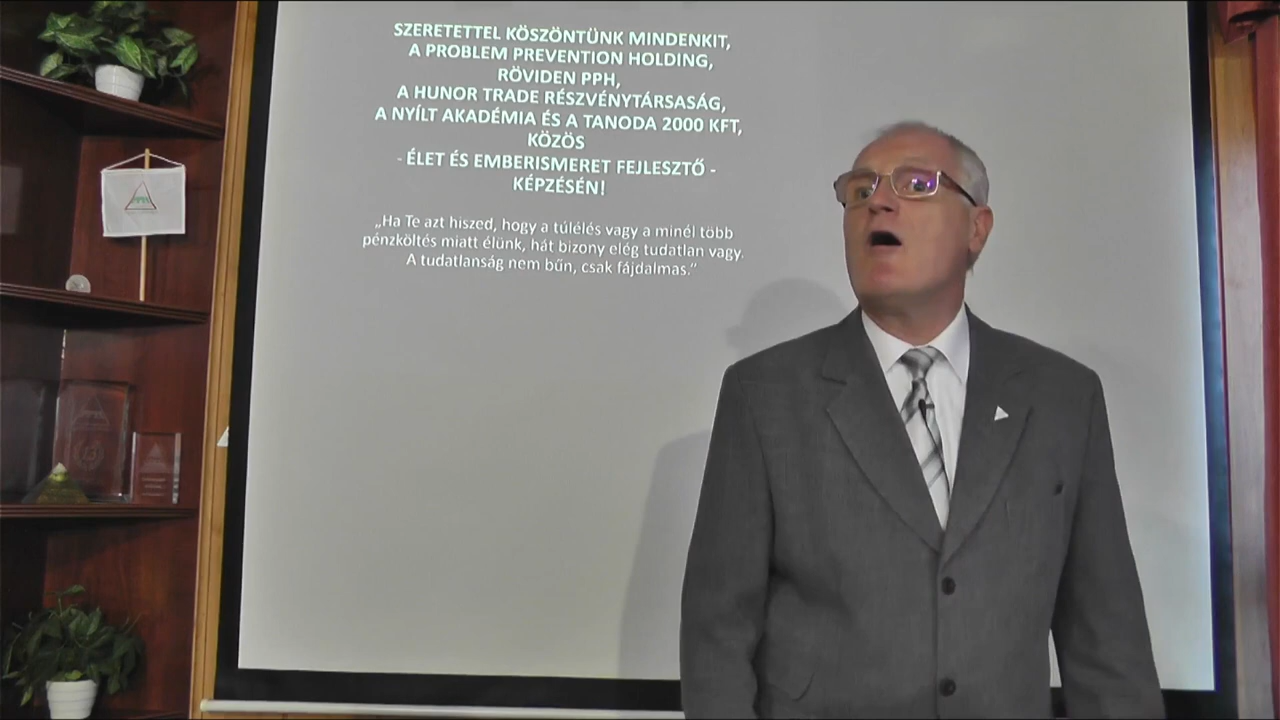 SZERETETTEL KÖSZÖNTÜNK MINDENKIT,
A PROBLEM PREVENTION HOLDING,
RÖVIDEN PPH,
A HUNOR TRADE RÉSZVÉNYTÁRSASÁG,
A NYÍLT AKADÉMIA ÉS A TANODA 2000 KFT,
KÖZÖS
- ÉLET ÉS EMBERISMERET FEJLESZTŐ -
KÉPZÉSÉN!
„Ha Te azt hiszed, hogy a túlélés vagy a minél több
pénzköltés miatt élünk, hát bizony elég tudatlan vagy.
A tudatlanság nem bűn, csak fájdalmas.”